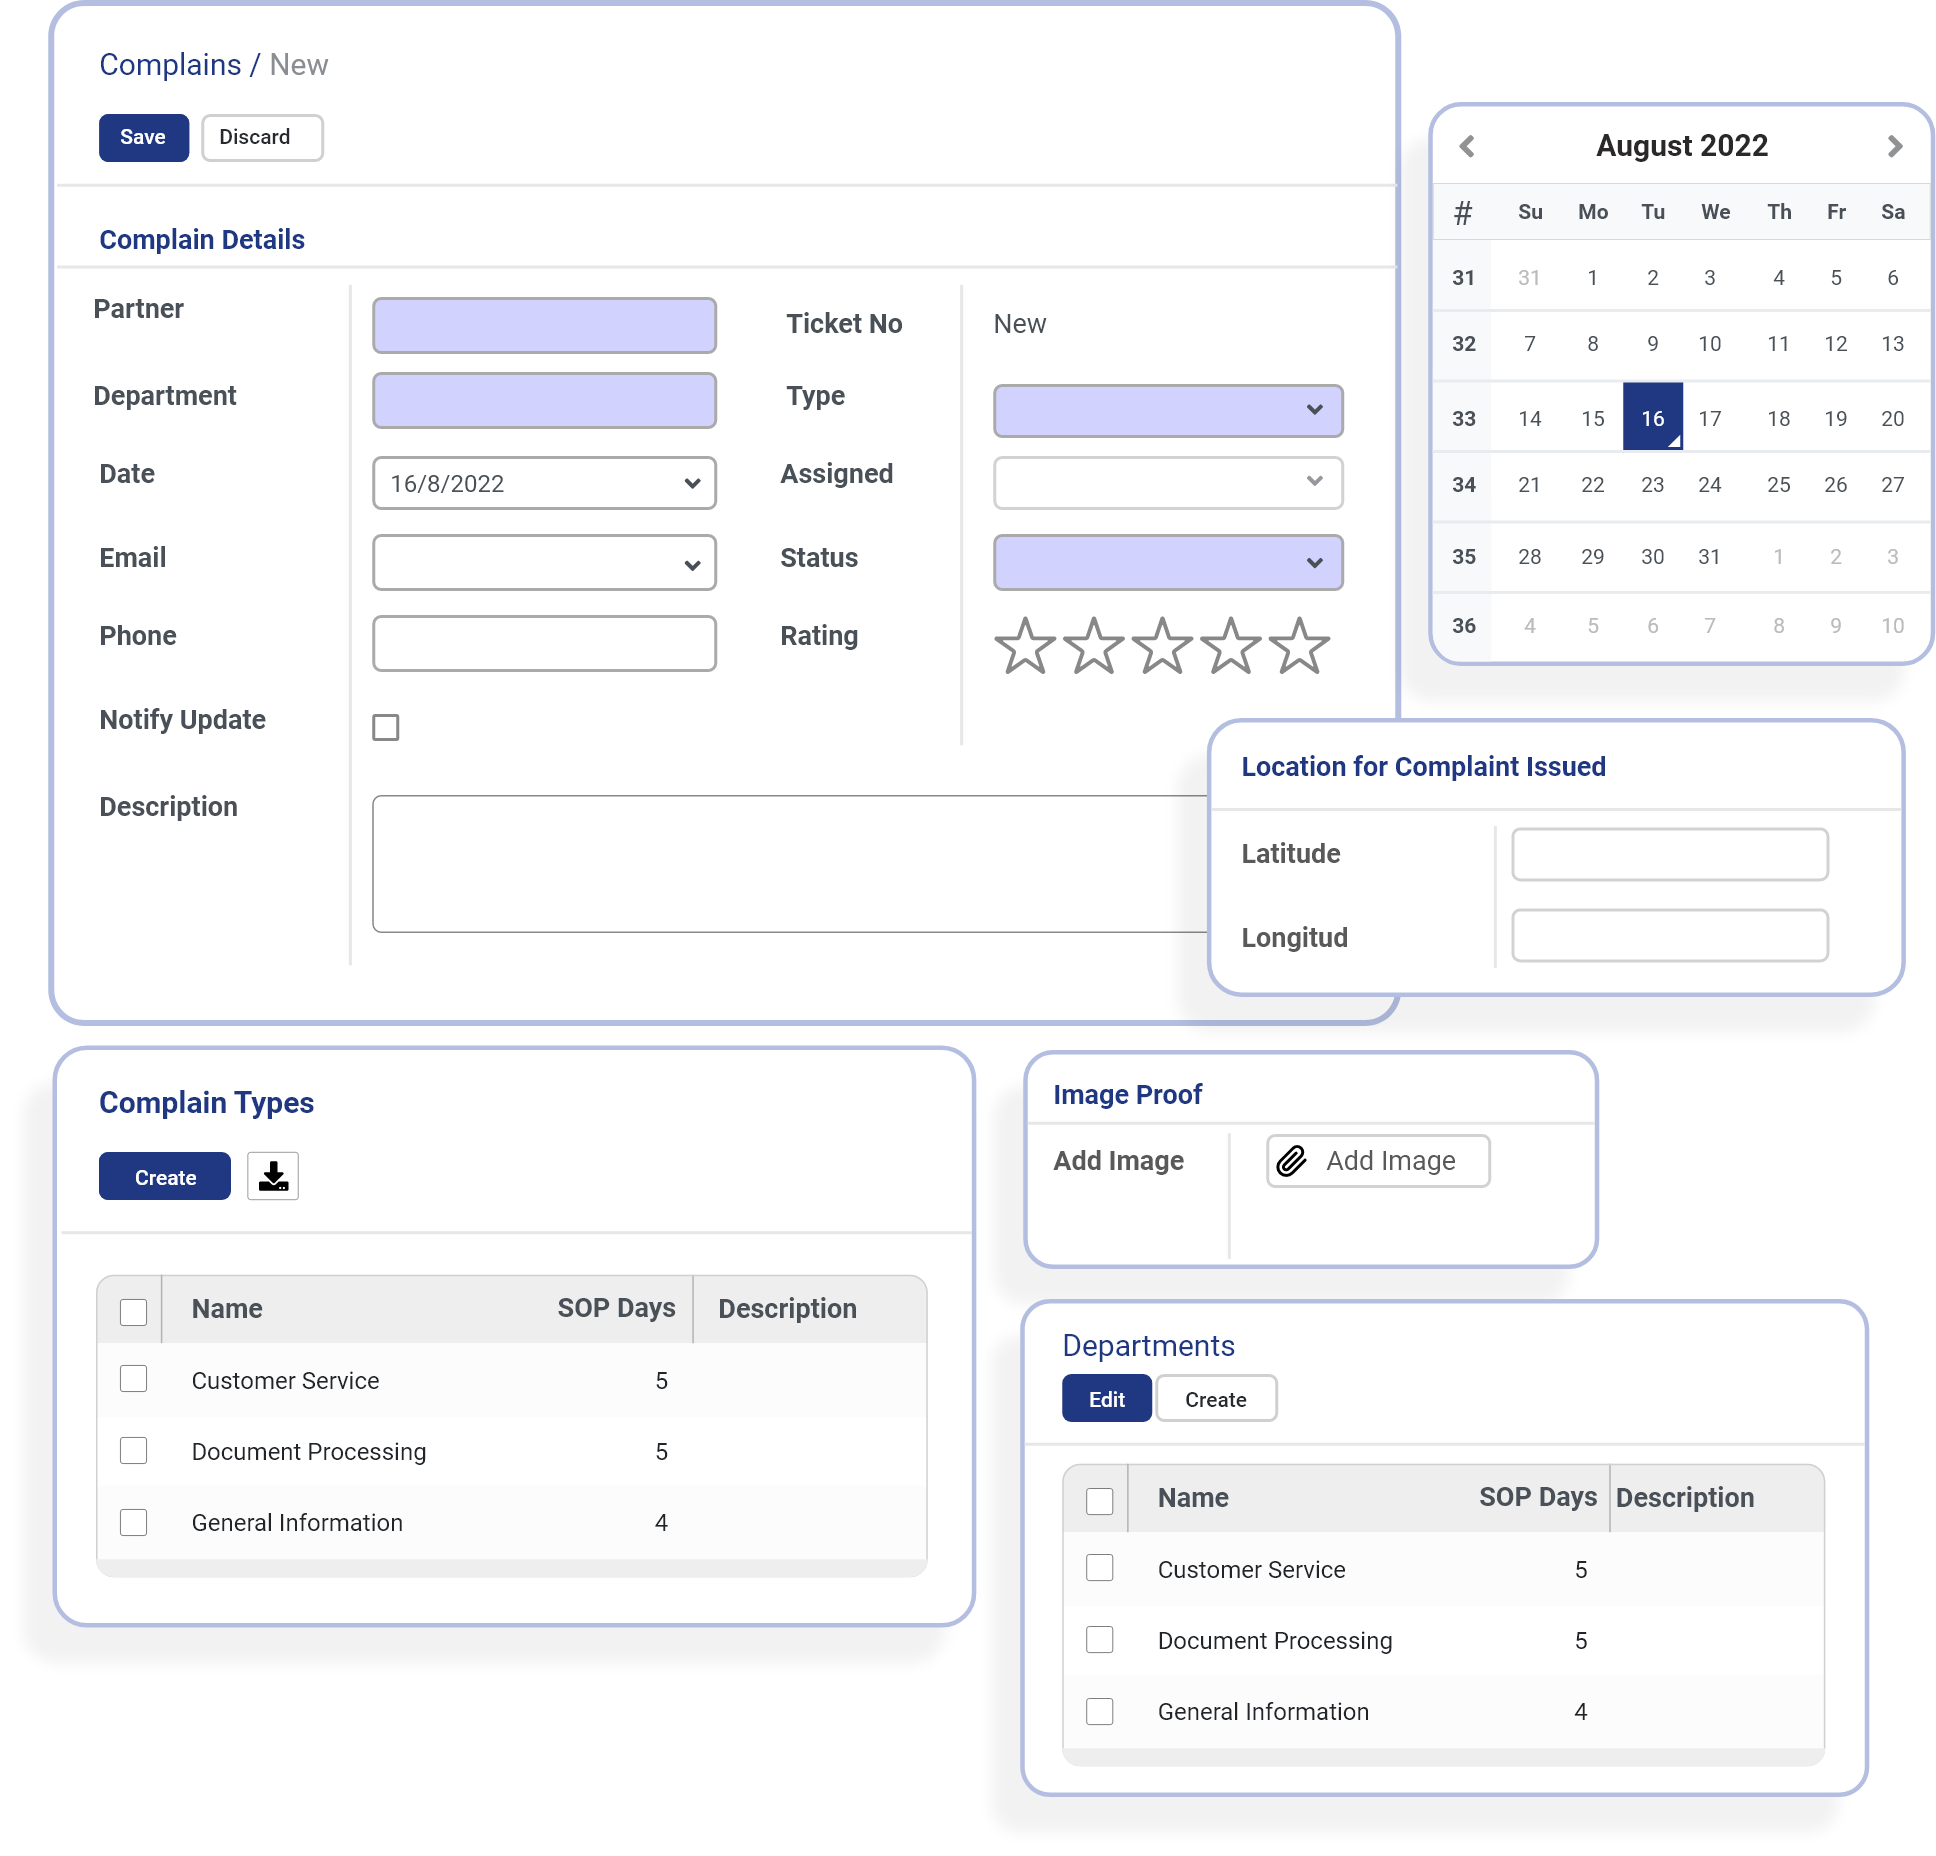 Complains / New
Save Discard
Complain Details
Partner
Ticket No New
Department
Type
Date 16/8/2022
Assigned
Email
Status
Phone
Rating
Notify Update
Description
August 2022
# Su Mo Tu We Th Fr Sa
31 31 1 2 3 4 5 6
32 7 8 9 10 11 12 13
33 14 15 16 17 18 19 20
34 21 22 23 24 25 26 27
35 28 29 30 31 1 2 3
36 4 5 6 7 8 9 10
Location for Complaint Issued
Latitude
Longitud
Complain Types
Create
Name SOP Days Description
Customer Service 5
Document Processing 5
General Information 4
Image Proof
Add Image Add Image
Departments
Edit Create
Name SOP Days Description
Customer Service 5
Document Processing 5
General Information 4